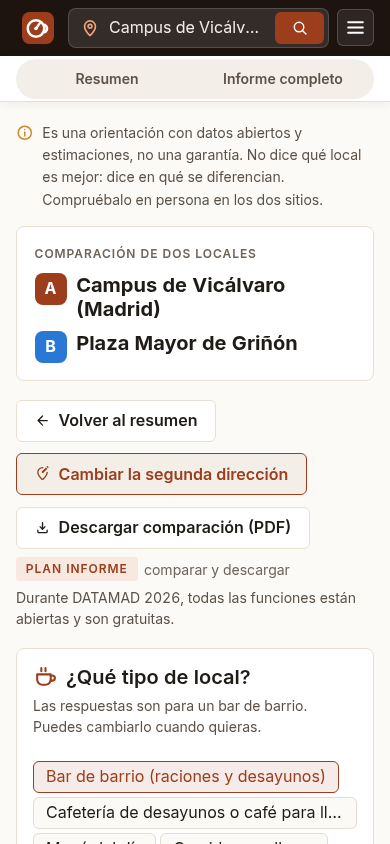 Campus de Vicálv...
Resumen
Informe completo
Es una orientación con datos abiertos y
estimaciones, no una garantía. No dice qué local
es mejor: dice en qué se diferencian.
Compruébalo en persona en los dos sitios.
COMPARACIÓN DE DOS LOCALES
A Campus de Vicálvaro
(Madrid)
B Plaza Mayor de Griñón
Volver al resumen
Cambiar la segunda dirección
Descargar comparación (PDF)
PLAN INFORME comparar y descargar
Durante DATAMAD 2026, todas las funciones están
abiertas y son gratuitas.
¿Qué tipo de local?
Las respuestas son para un bar de barrio.
Puedes cambiarlo cuando quieras.
Bar de barrio (raciones y desayunos)
Cafetería de desayunos o café para ll...